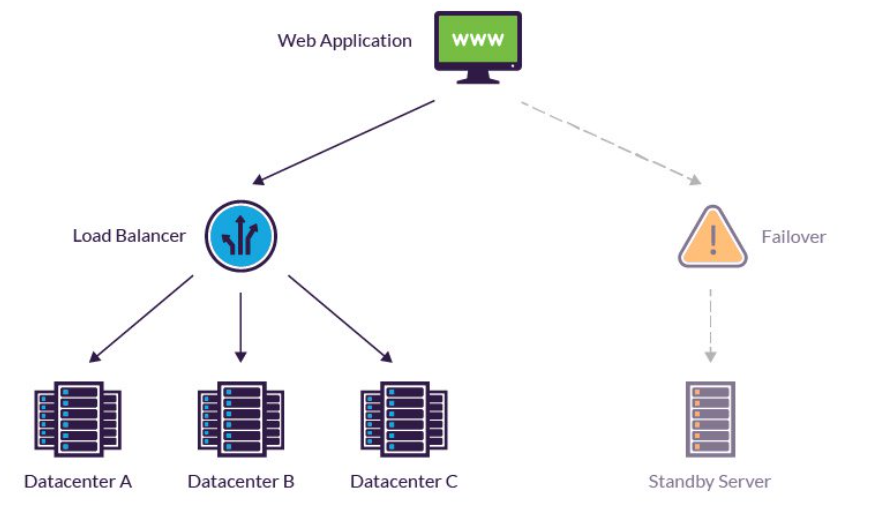 Web Application
WWW
Load Balancer
Failover
Datacenter A
Datacenter B
Datacenter C
Standby Server